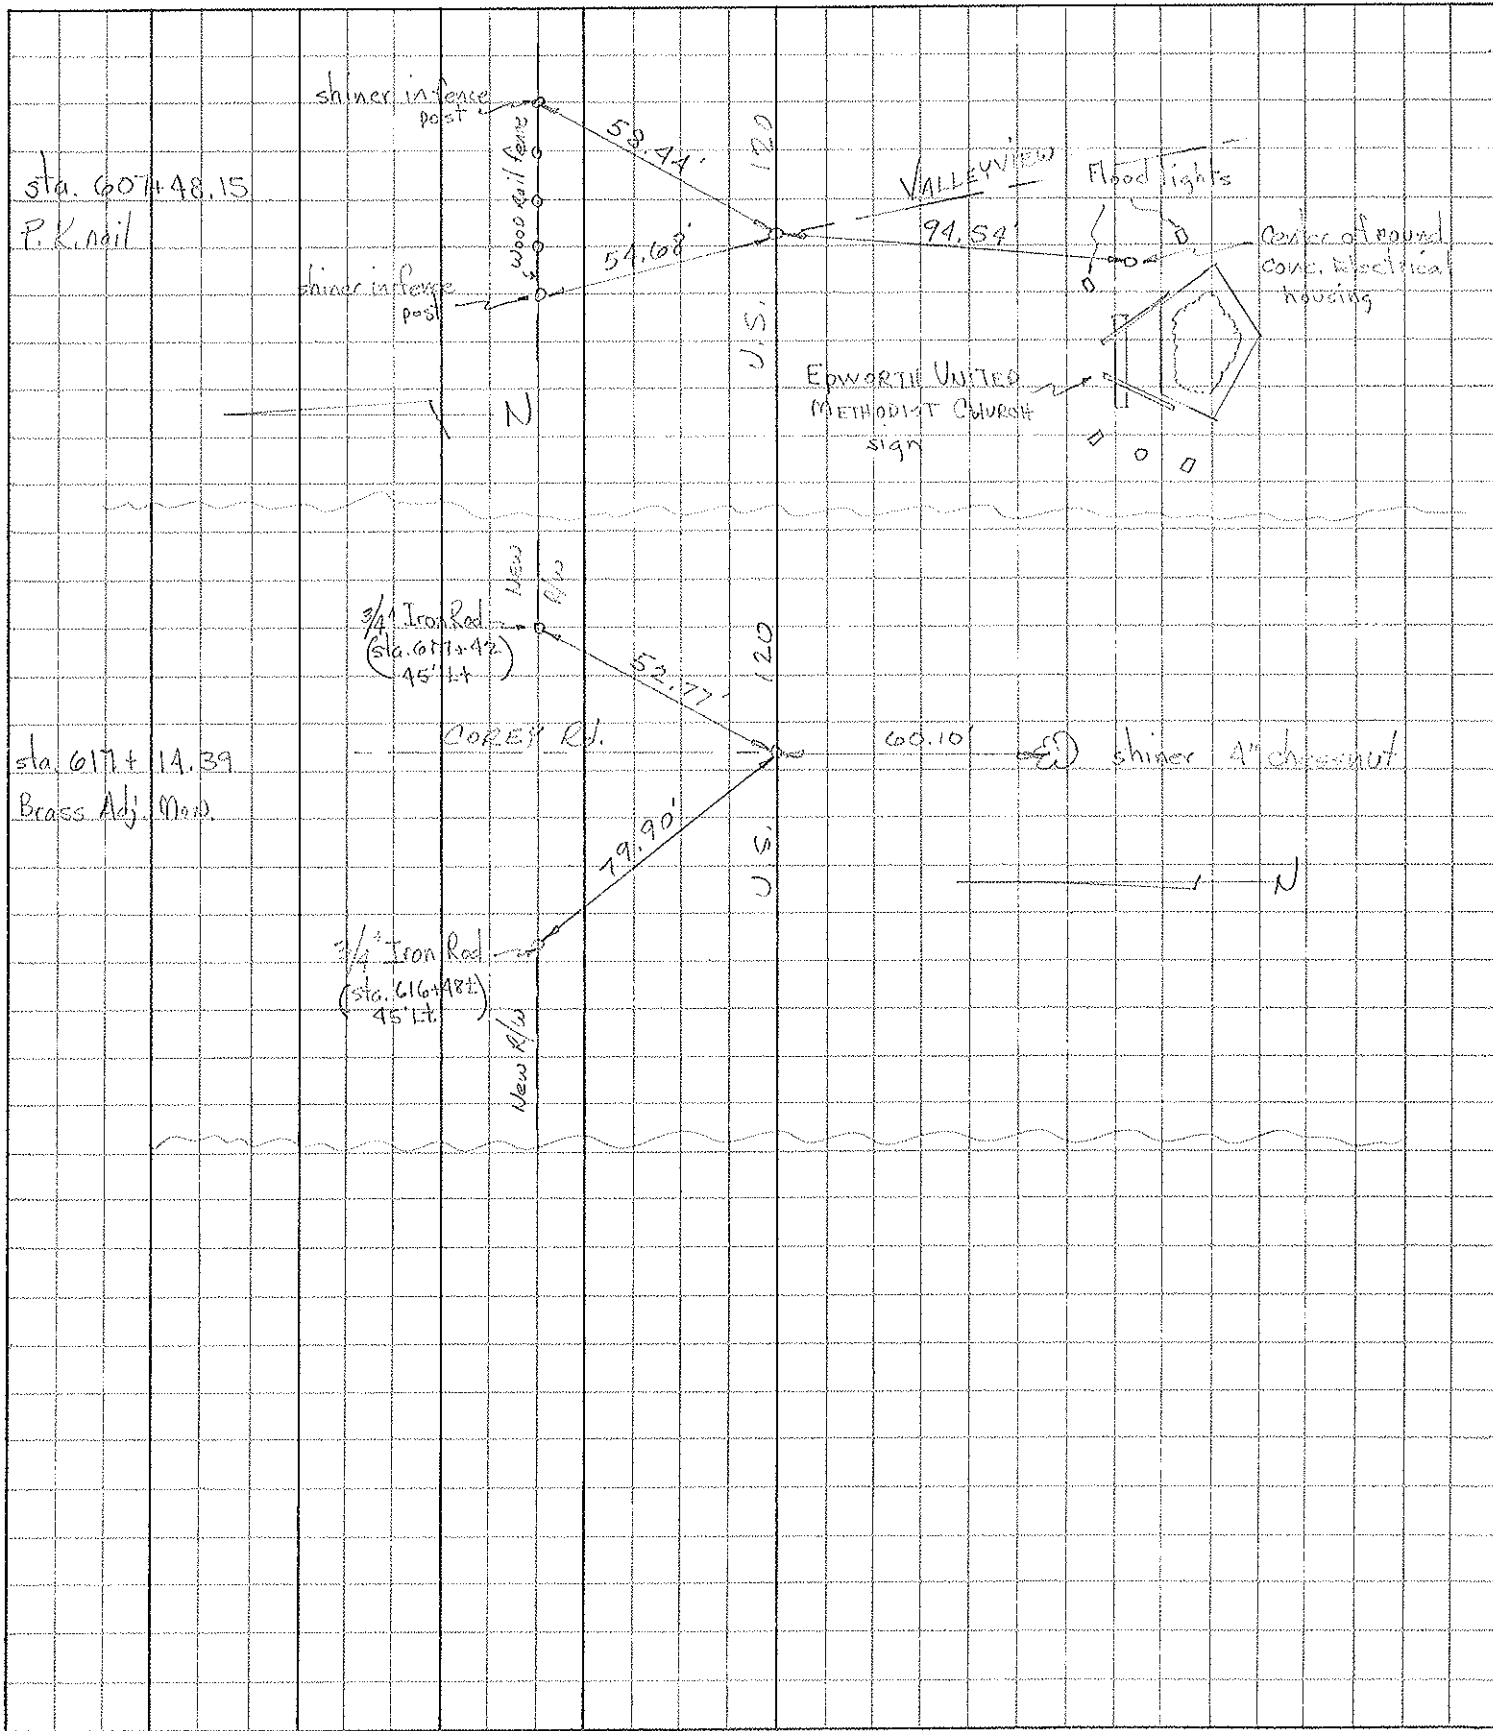 shiner in fence
post
Wood Rail fence
58.44'
120
sta. 607+48.15
P.K. nail
VALLEYVIEW
Flood lights
94.54'
54.68'
Center of round
conc. Electrical
housing
shiner in fence
post
U.S.
EPWORTH UNITED
METHODIST CHURCH
sign
N
New
R/W
3/4" Iron Rod
(sta. 617+42
45' Lt)
52.77'
120
COREY Rd.
60.10'
shiner 4" chessnut
sta. 617+14.39
Brass Adj. Mon.
79.90'
U.S.
N
3/4" Iron Rod
(sta. 616+48±)
45' Lt.
New R/W